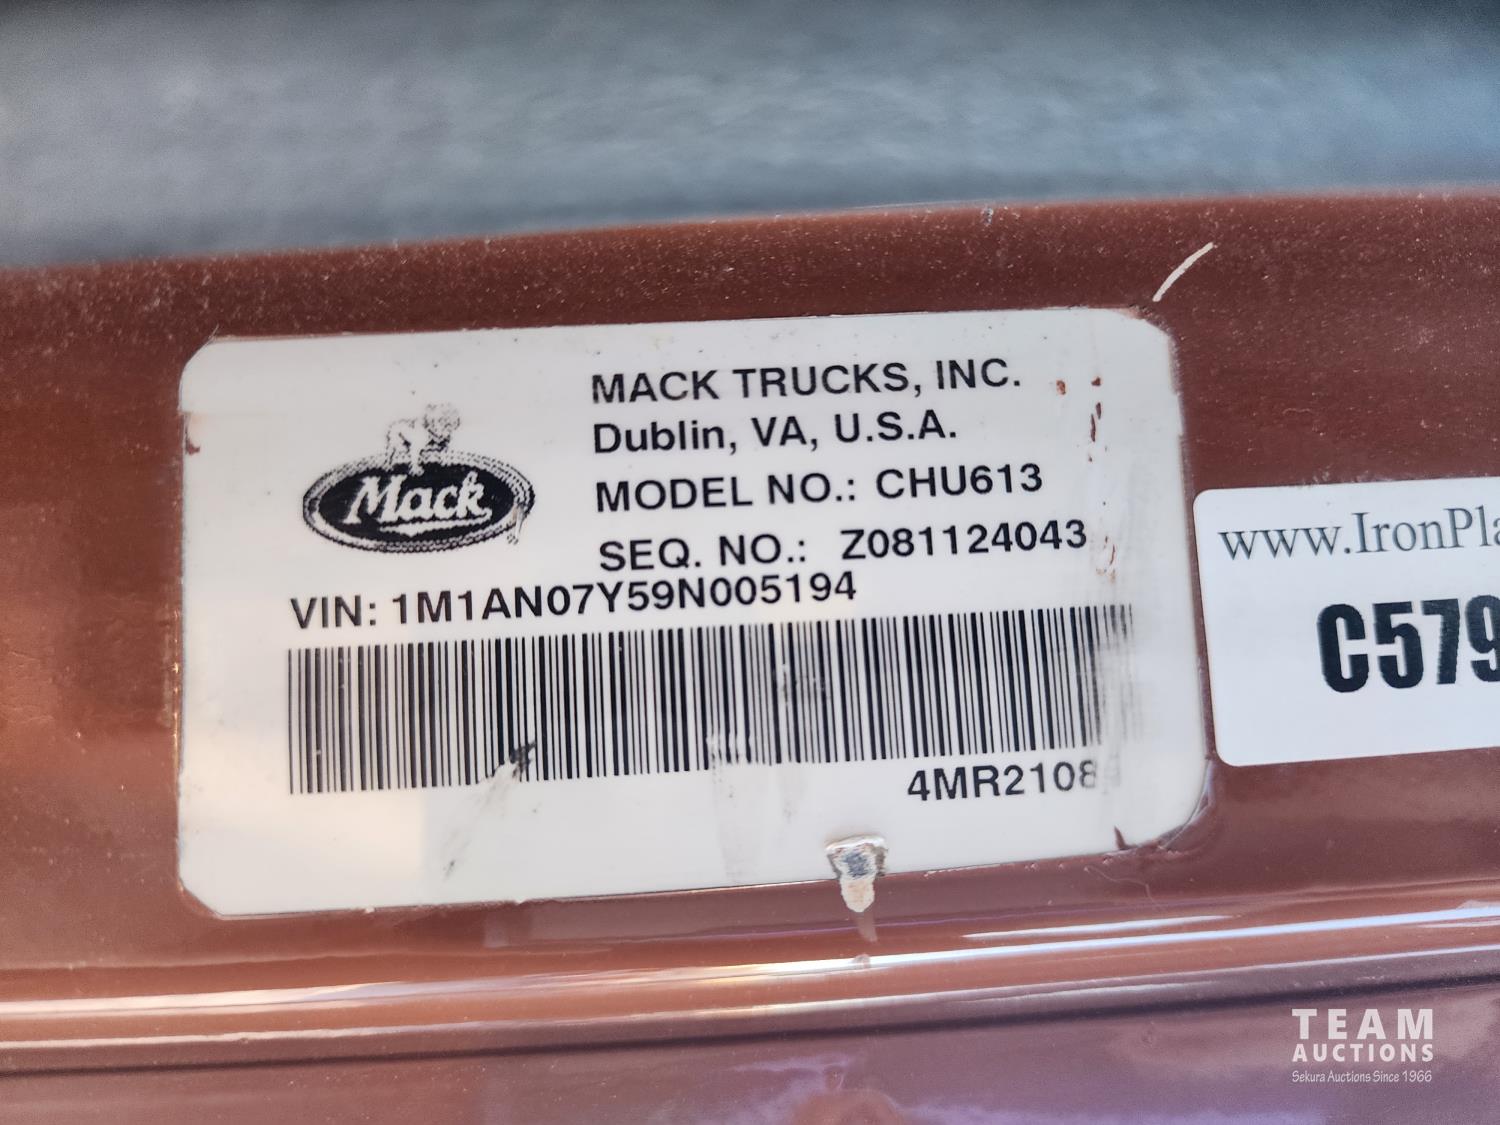 MACK TRUCKS, INC.
Dublin, VA, U.S.A.
MODEL NO.: CHU613
SEQ. NO.: Z081124043
Mack
VIN: 1M1AN07Y59N005194
4MR2108
www.IronPla
C579
TEAM
AUCTIONS
Sekura Auctions Since 1966